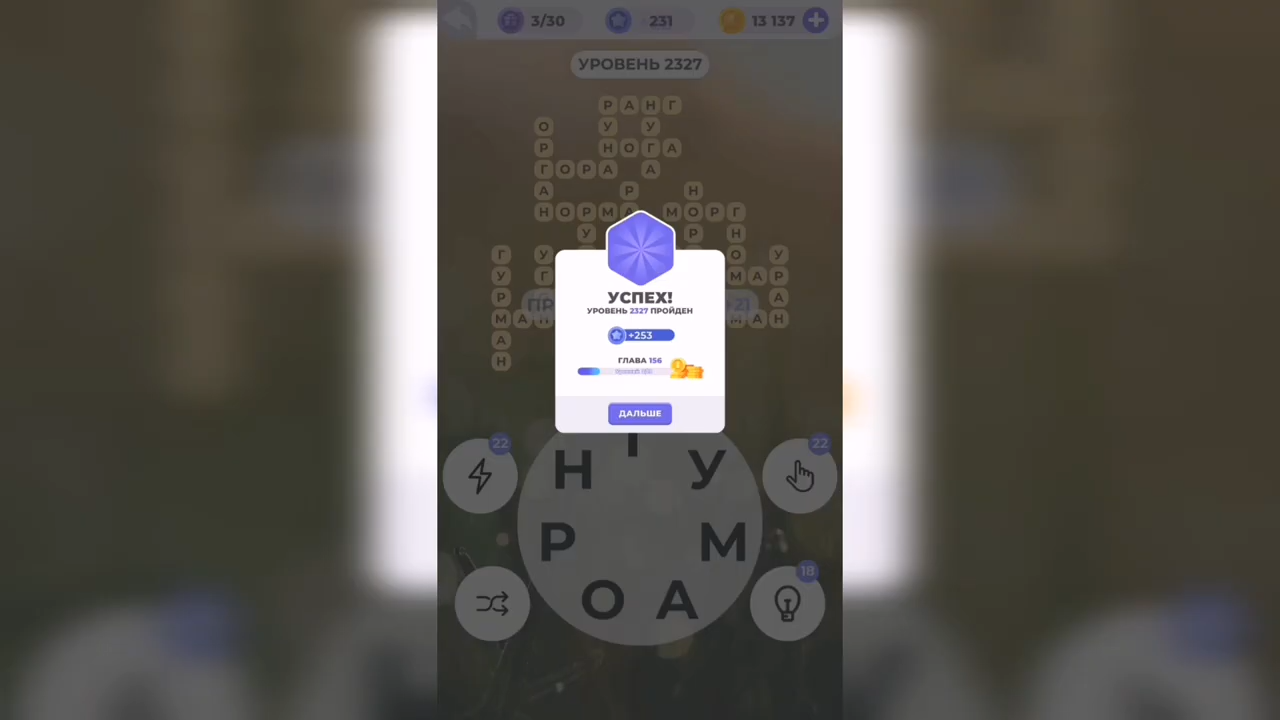 3/30 231 13 137
УРОВЕНЬ 2327
РАНГ
О У У
Р НОГА
ГОРА А
А Р Н
НОРМА МОРГ
У Р Н
Г У О У
У Г МАР
Р А
МАН МАН
А
Н
УСПЕХ!
УРОВЕНЬ 2327 ПРОЙДЕН
+253
ГЛАВА 156
ДАЛЬШЕ
22 22
Н У
Р М
18
О А